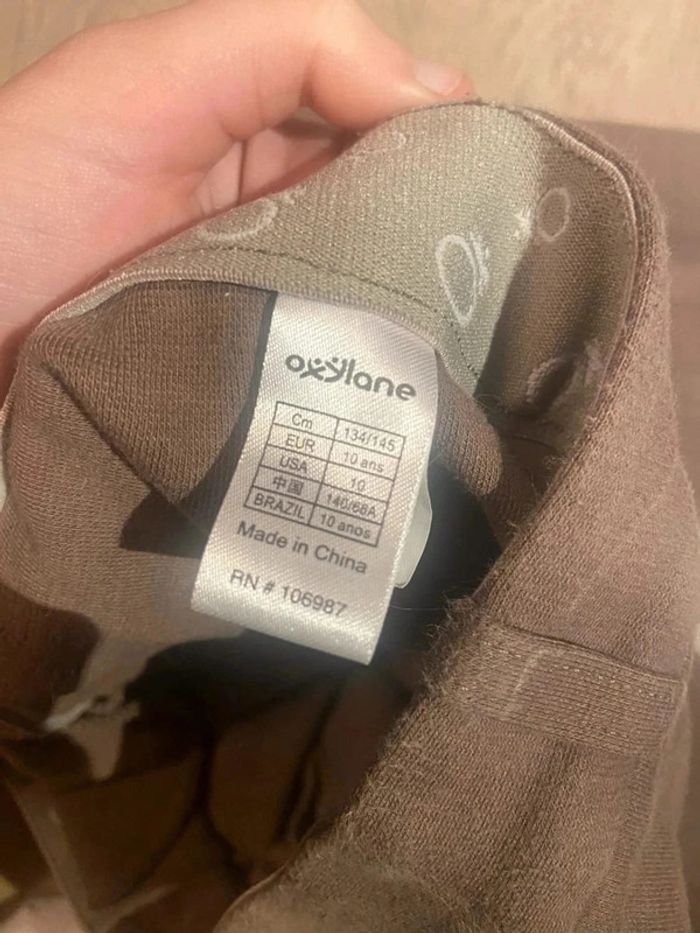 oxylane
Cm 134/145
EUR 10 ans
USA 10
中国 140/68A
BRAZIL 10 anos
Made in China
RN # 106987